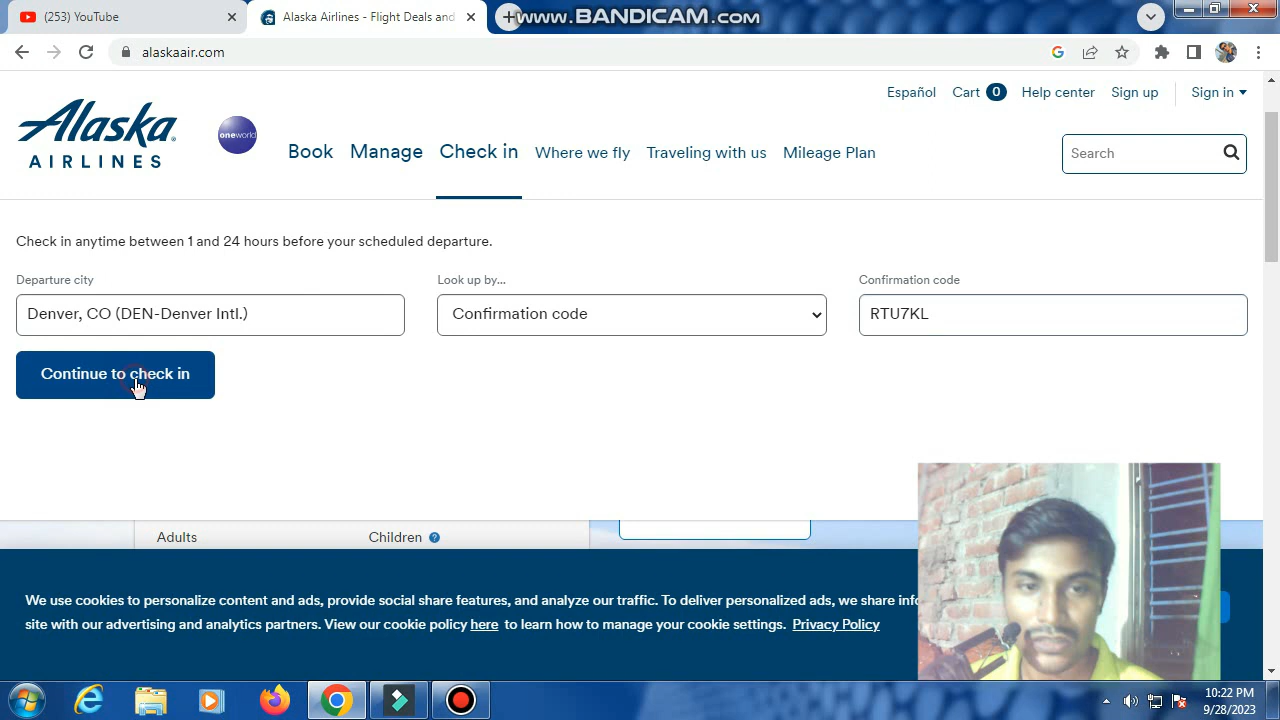 (253) YouTube
Alaska Airlines - Flight Deals and
www.BANDICAM.com
alaskaair.com
Español
Cart 0
Help center
Sign up
Sign in
Alaska
AIRLINES
oneworld
Book
Manage
Check in
Where we fly
Traveling with us
Mileage Plan
Search
Check in anytime between 1 and 24 hours before your scheduled departure.
Departure city
Look up by...
Confirmation code
Denver, CO (DEN-Denver Intl.)
Confirmation code
RTU7KL
Continue to check in
Adults
Children ?
We use cookies to personalize content and ads, provide social share features, and analyze our traffic. To deliver personalized ads, we share
site with our advertising and analytics partners. View our cookie policy here to learn how to manage your cookie settings. Privacy Policy
10:22 PM
9/28/2023